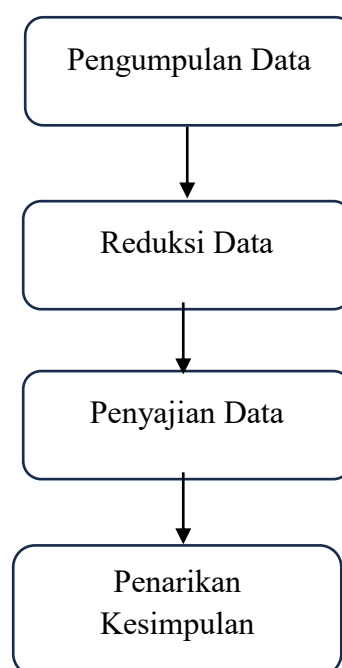 Pengumpulan Data
Reduksi Data
Penyajian Data
Penarikan
Kesimpulan